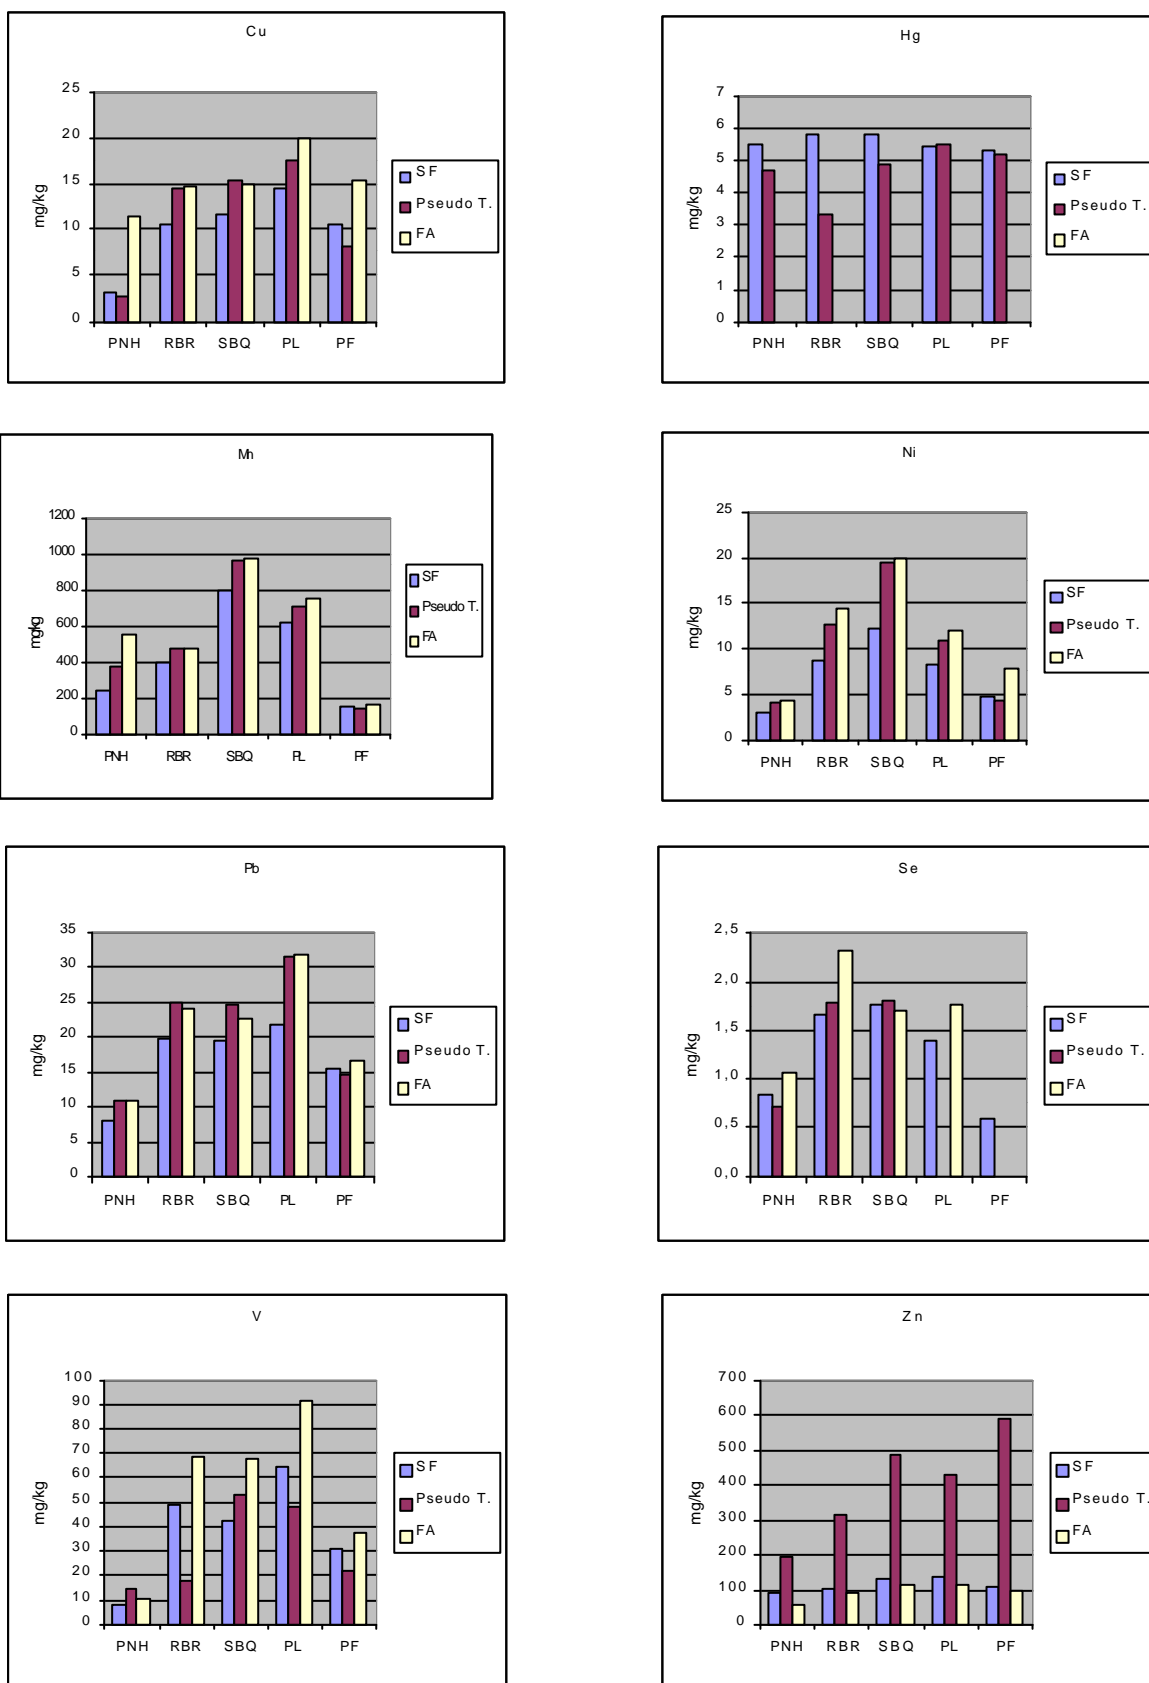 Cu
25
20
15
10
5
0
mg/kg
PNH RBR SBQ PL PF
SF
Pseudo T.
FA
Hg
7
6
5
4
3
2
1
0
mg/kg
PNH RBR SBQ PL PF
SF
Pseudo T.
FA
Mn
1200
1000
800
600
400
200
0
mgkg
PNH RBR SBQ PL PF
SF
Pseudo T.
FA
Ni
25
20
15
10
5
0
mg/kg
PNH RBR SBQ PL PF
SF
Pseudo T.
FA
Pb
35
30
25
20
15
10
5
0
mg/kg
PNH RBR SBQ PL PF
SF
Pseudo T.
FA
Se
2,5
2,0
1,5
1,0
0,5
0,0
mg/kg
PNH RBR SBQ PL PF
SF
Pseudo T.
FA
V
100
90
80
70
60
50
40
30
20
10
0
mg/kg
PNH RBR SBQ PL PF
SF
Pseudo T.
FA
Zn
700
600
500
400
300
200
100
0
mg/kg
PNH RBR SBQ PL PF
SF
Pseudo T.
FA